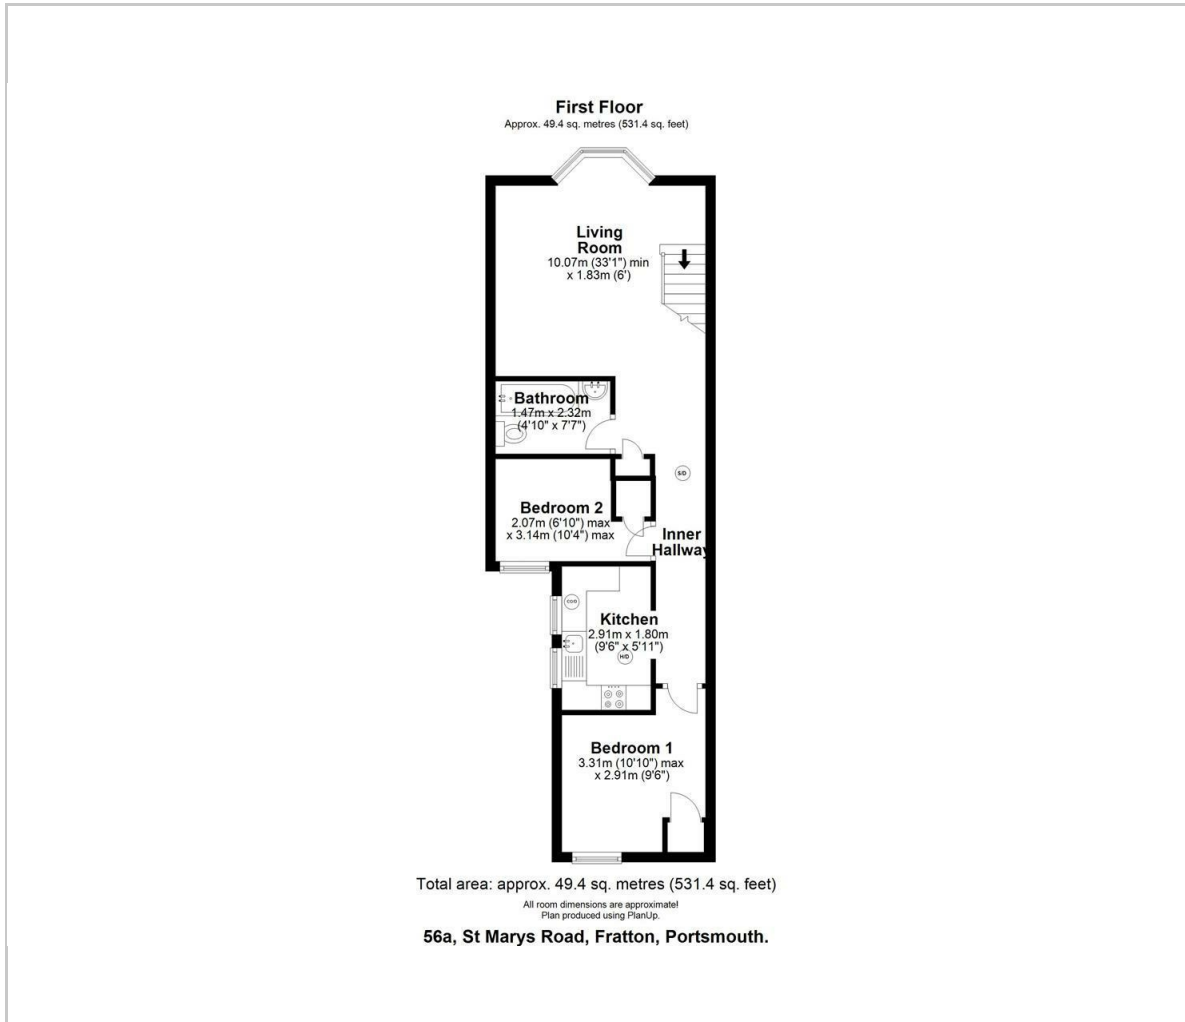 First Floor
Approx. 49.4 sq. metres (531.4 sq. feet)
Living
Room
10.07m (33'1") min
x 1.83m (6')
Bathroom
1.47m x 2.32m
(4'10" x 7'7")
S/D
Bedroom 2
2.07m (6'10") max
x 3.14m (10'4") max
Inner
Hallway
Kitchen
2.91m x 1.80m
(9'6" x 5'11")
H/D
Bedroom 1
3.31m (10'10") max
x 2.91m (9'6")
Total area: approx. 49.4 sq. metres (531.4 sq. feet)
All room dimensions are approximate!
Plan produced using PlanUp.
56a, St Marys Road, Fratton, Portsmouth.